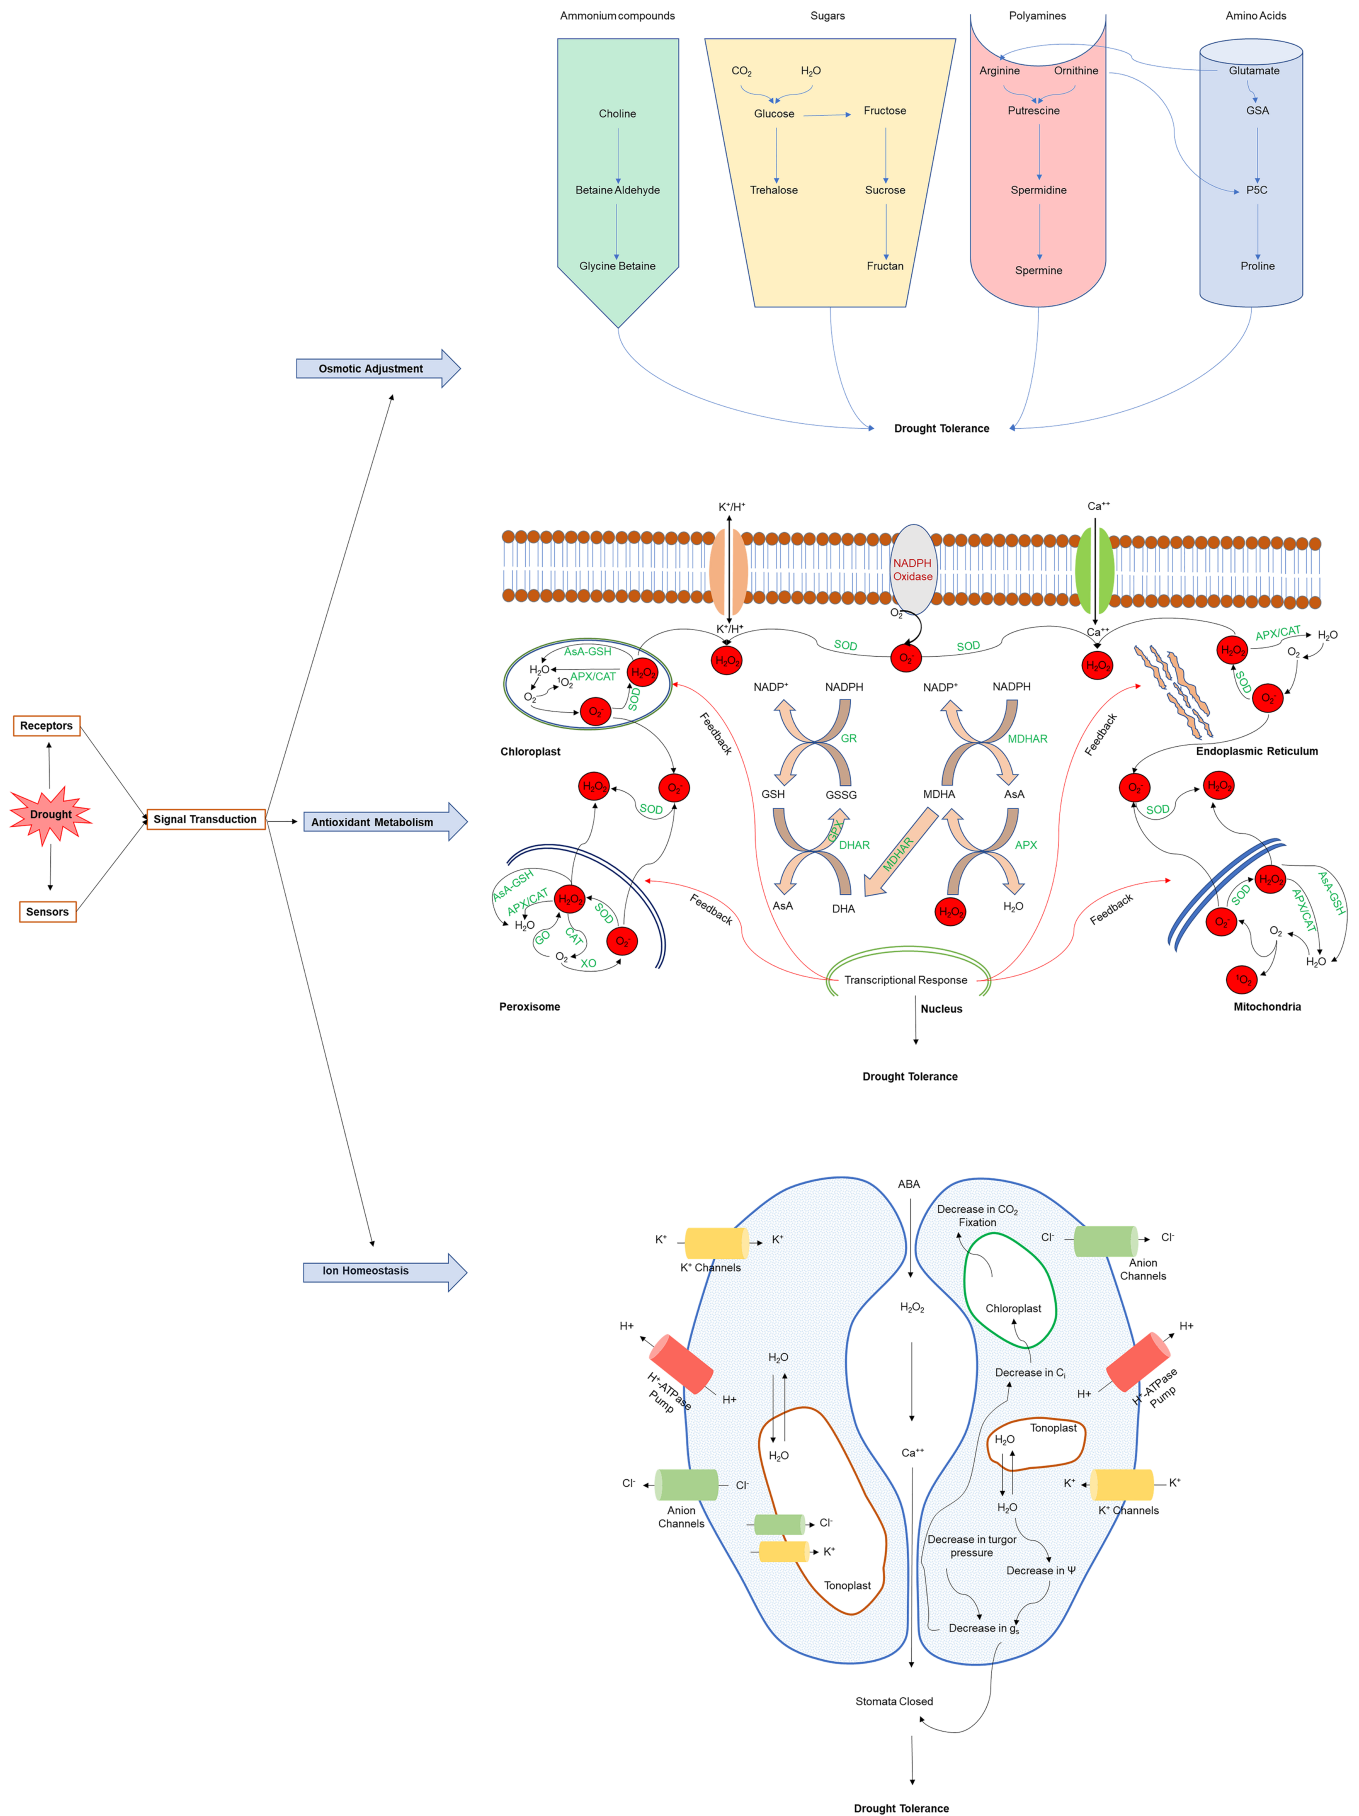 Ammonium compounds
Sugars
Polyamines
Amino Acids
CO2
H2O
Arginine
Ornithine
Glutamate
Choline
Glucose
Fructose
Putrescine
GSA
Betaine Aldehyde
Trehalose
Sucrose
Spermidine
P5C
Glycine Betaine
Fructan
Spermine
Proline
Osmotic Adjustment
Drought Tolerance
K+/H+
Ca++
NADPH
Oxidase
O2
K+/H+
Ca++
SOD
SOD
H2O2
O2-
H2O2
AsA-GSH
H2O
APX/CAT
1O2
O2
H2O2
SOD
O2-
Chloroplast
H2O2
APX/CAT
H2O
O2
SOD
O2-
Endoplasmic Reticulum
NADP+
NADPH
NADP+
NADPH
Feedback
Feedback
GR
MDHAR
GSH
GSSG
MDHA
AsA
GPX
DHAR
MDHAR
APX
AsA
DHA
H2O2
H2O
H2O2
O2-
SOD
O2-
H2O2
SOD
Receptors
Drought
Signal Transduction
Sensors
Antioxidant Metabolism
AsA-GSH
APX/CAT
H2O2
H2O
SOD
GO
CAT
O2-
O2
XO
Peroxisome
Feedback
Feedback
H2O2
SOD
AsA-GSH
APX/CAT
O2-
O2
H2O
1O2
Mitochondria
Transcriptional Response
Nucleus
Drought Tolerance
Ion Homeostasis
ABA
Decrease in CO2
Fixation
K+
K+
K+ Channels
Cl-
Cl-
Anion
Channels
H2O2
Chloroplast
H+
H+-ATPase
Pump
H+
H+
H+-ATPase
Pump
H+
H2O
Decrease in Ci
H2O
Ca++
Tonoplast
H2O
Cl-
Cl-
Anion
Channels
K+
K+
K+ Channels
H2O
Cl-
K+
Tonoplast
Decrease in turgor
pressure
Decrease in Ψ
Decrease in gs
Stomata Closed
Drought Tolerance